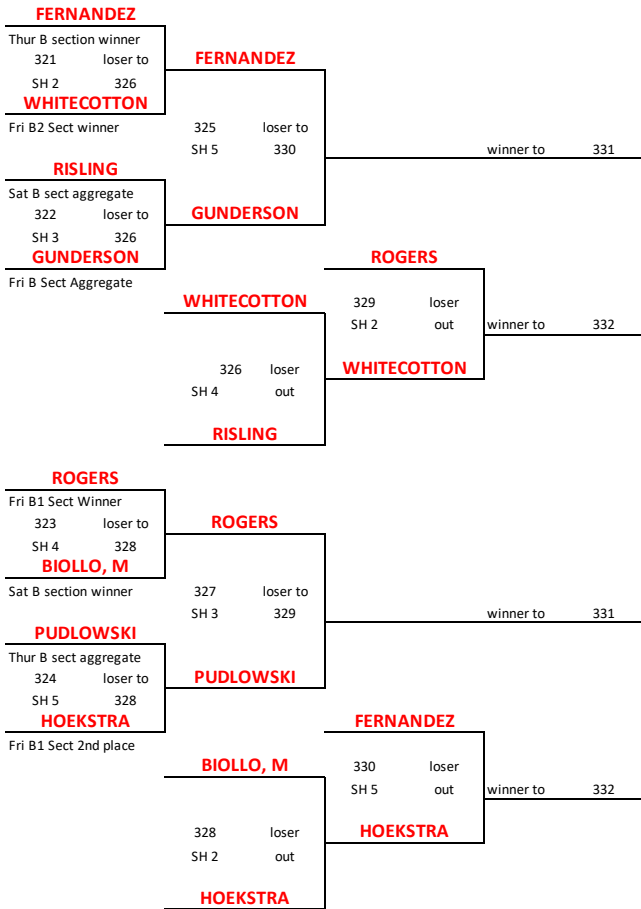 FERNANDEZ
Thur B section winner
321 loser to
FERNANDEZ
SH 2 326
WHITECOTTON
Fri B2 Sect winner
325 loser to
SH 5 330
winner to 331
RISLING
Sat B sect aggregate
322 loser to
GUNDERSON
SH 3 326
GUNDERSON
ROGERS
Fri B Sect Aggregate
WHITECOTTON
329 loser
SH 2 out
winner to 332
326 loser
WHITECOTTON
SH 4 out
RISLING
ROGERS
Fri B1 Sect Winner
323 loser to
ROGERS
SH 4 328
BIOLLO, M
Sat B section winner
327 loser to
SH 3 329
winner to 331
PUDLOWSKI
Thur B sect aggregate
324 loser to
PUDLOWSKI
SH 5 328
HOEKSTRA
FERNANDEZ
Fri B1 Sect 2nd place
BIOLLO, M
330 loser
SH 5 out
winner to 332
328 loser
HOEKSTRA
SH 2 out
HOEKSTRA